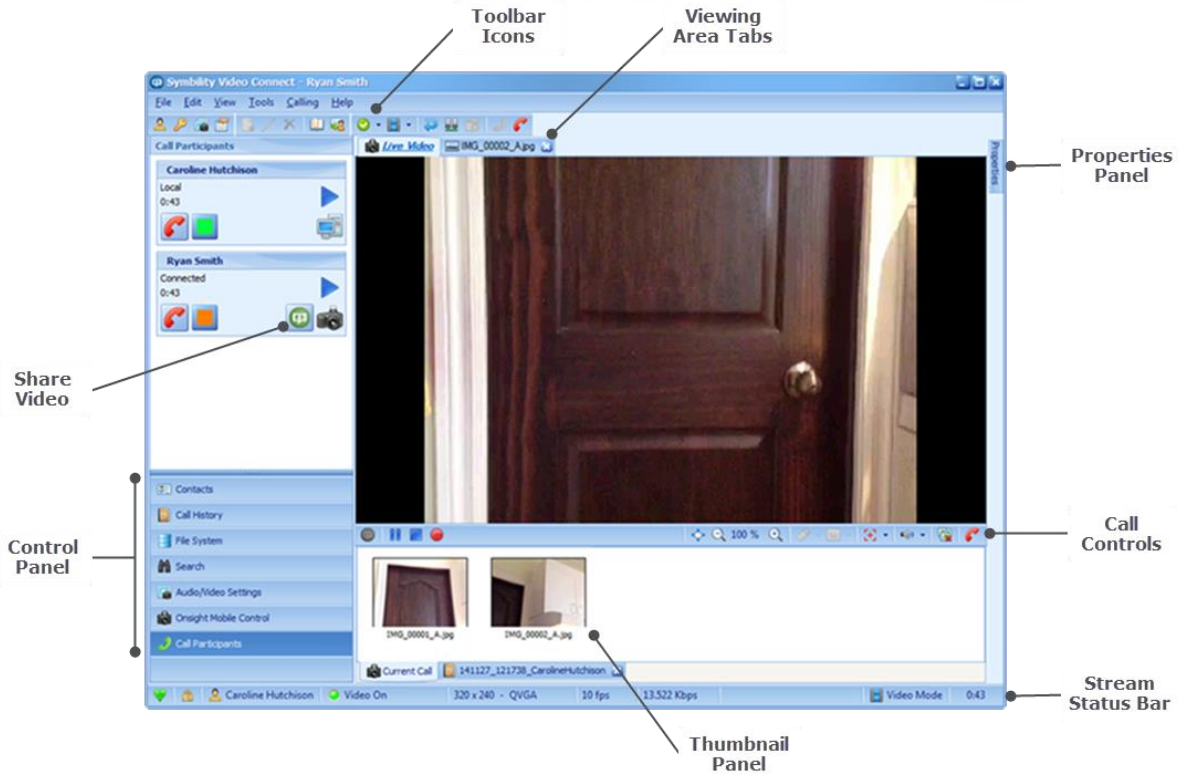 Toolbar
Icons
Viewing
Area Tabs
Symbility Video Connect - Ryan Smith
File Edit View Tools Calling Help
Call Participants
Live Video IMG_00002_A.jpg
Properties
Properties
Panel
Caroline Hutchison
Local
0:43
Ryan Smith
Connected
0:43
Share
Video
Control
Panel
Contacts
Call History
File System
Search
Audio/Video Settings
Onsight Mobile Control
Call Participants
100 %
Call
Controls
IMG_00001_A.jpg IMG_00002_A.jpg
Current Call 141127_121738_CarolineHutchison
Caroline Hutchison Video On 320 x 240 - QVGA 10 fps 13.522 Kbps Video Mode 0:43
Stream
Status Bar
Thumbnail
Panel